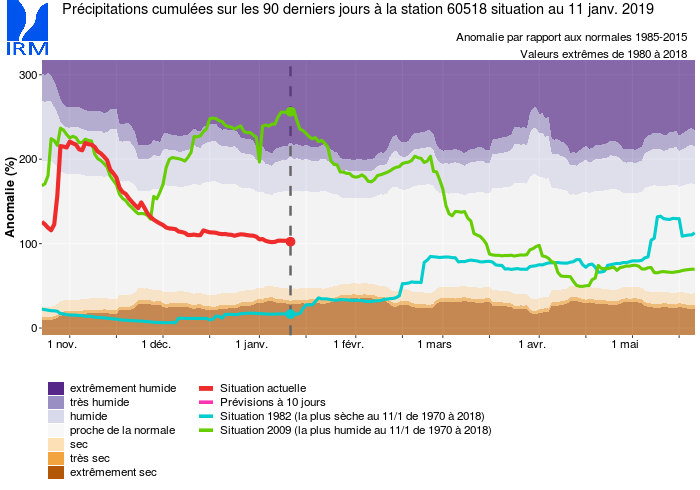 Précipitations cumulées sur les 90 derniers jours à la station 60518 situation au 11 janv. 2019
IRM
Anomalie par rapport aux normales 1985-2015
Valeurs extrêmes de 1980 à 2018
Anomalie (%)
300
200
100
0
1 nov. 1 déc. 1 janv. 1 févr. 1 mars 1 avr. 1 mai
extrêmement humide
très humide
humide
proche de la normale
sec
très sec
extrêmement sec
Situation actuelle
Prévisions à 10 jours
Situation 1982 (la plus sèche au 11/1 de 1970 à 2018)
Situation 2009 (la plus humide au 11/1 de 1970 à 2018)